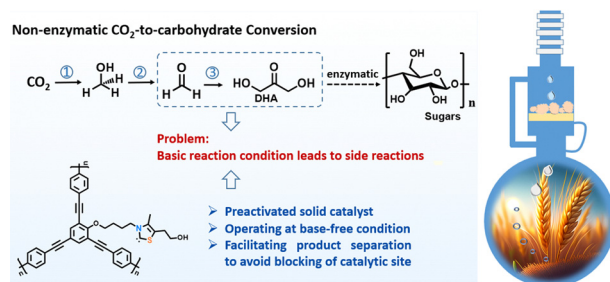 Non-enzymatic CO₂-to-carbohydrate Conversion
CO₂ ① OH H H ② O H H ③ HO O OH DHA enzymatic OH O HO OH O n Sugars
Problem:
Basic reaction condition leads to side reactions
n
O N S OH
n n
Preactivated solid catalyst
Operating at base-free condition
Facilitating product separation
to avoid blocking of catalytic site